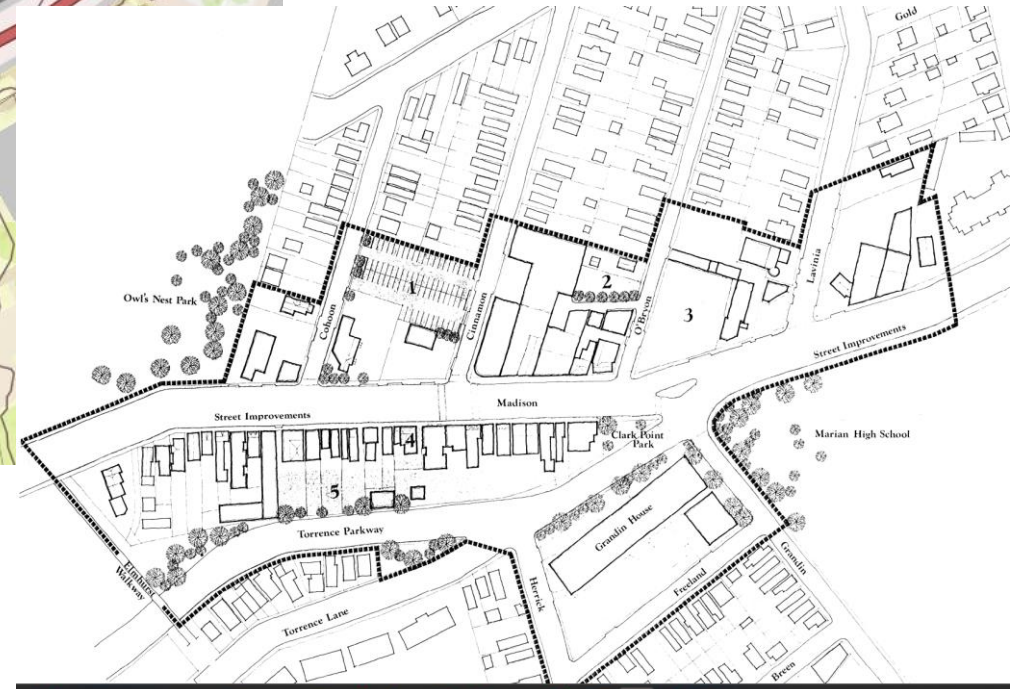 Gold
Owl's Nest Park
Cohoon
1
Cinnamon
2
O'Bryon
3
Lavinia
Street Improvements
Madison
Street Improvements
Clark Point
Park
Marian High School
4
5
Torrence Parkway
Grandin House
Elmhurst
Walkway
Torrence Lane
Herrick
Freeland
Grandin
Breen